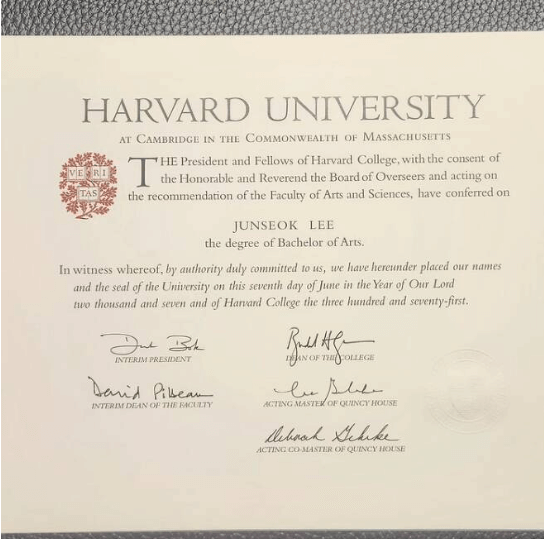 HARVARD UNIVERSITY
AT CAMBRIDGE IN THE COMMONWEALTH OF MASSACHUSETTS
VE RI
TAS
THE President and Fellows of Harvard College, with the consent of
the Honorable and Reverend the Board of Overseers and acting on
the recommendation of the Faculty of Arts and Sciences, have conferred on
JUNSEOK LEE
the degree of Bachelor of Arts.
In witness whereof, by authority duly committed to us, we have hereunder placed our names
and the seal of the University on this seventh day of June in the Year of Our Lord
two thousand and seven and of Harvard College the three hundred and seventy-first.
INTERIM PRESIDENT
DEAN OF THE COLLEGE
David Pilbeam
INTERIM DEAN OF THE FACULTY
ACTING MASTER OF QUINCY HOUSE
Deborah Gehrke
ACTING CO-MASTER OF QUINCY HOUSE